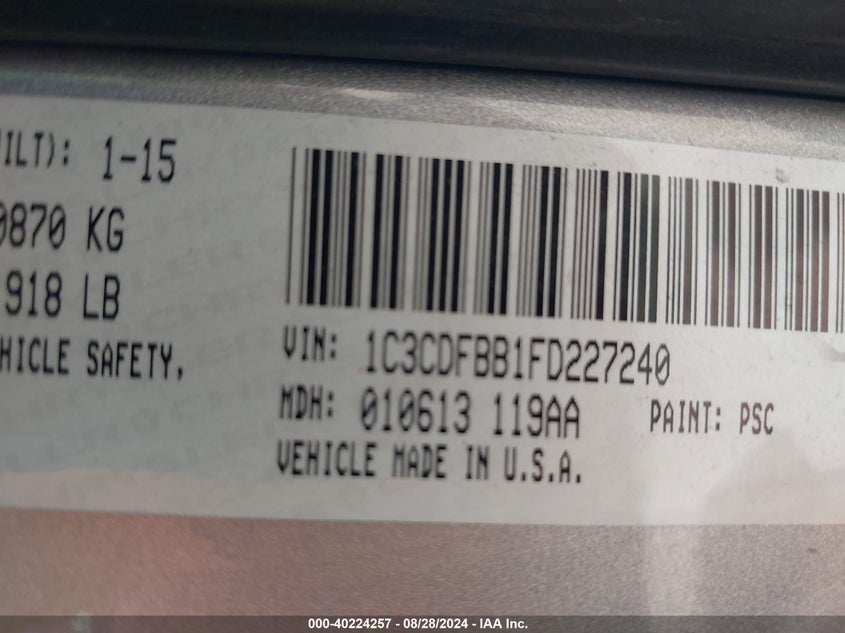 UILT): 1-15
0870 KG
918 LB
HICLE SAFETY,
VIN: 1C3CDFBB1FD227240
MDH: 010613 119AA PAINT: PSC
VEHICLE MADE IN U.S.A.
000-40224257 - 08/28/2024 - IAA Inc.